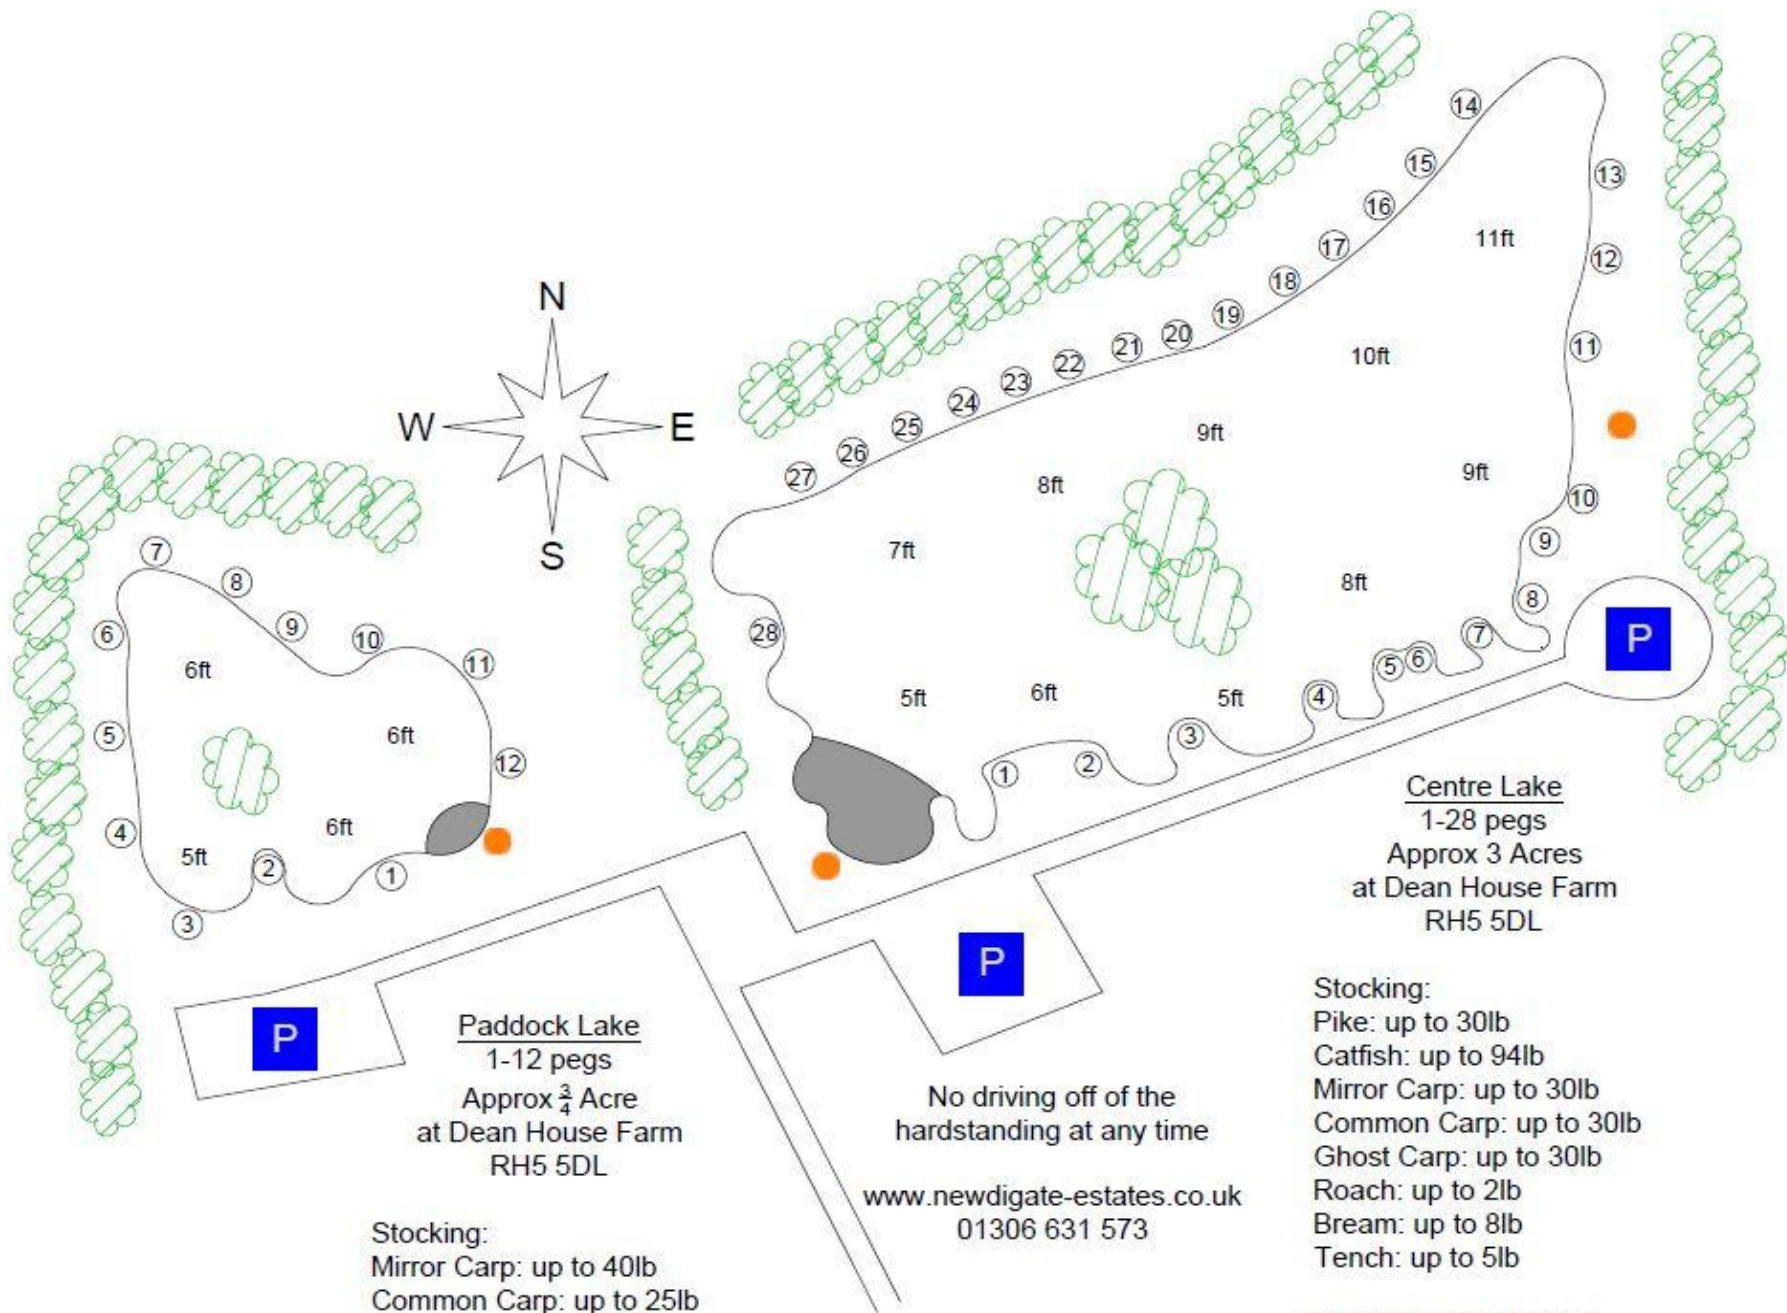 N
W
E
S
14
15
13
16
11ft
12
17
18
11
19
10ft
20
21
22
23
24
9ft
25
26
9ft
27
8ft
10
7ft
9
7
8
8ft
8
6
9
10
28
7
P
11
5
6
6ft
4
5ft
6ft
5ft
5
6ft
3
12
1
2
4
6ft
5ft
2
1
3
Centre Lake
1-28 pegs
Approx 3 Acres
at Dean House Farm
RH5 5DL
P
P
Paddock Lake
1-12 pegs
Approx ¾ Acre
at Dean House Farm
RH5 5DL
Stocking:
Mirror Carp: up to 40lb
Common Carp: up to 25lb
No driving off of the
hardstanding at any time
www.newdigate-estates.co.uk
01306 631 573
Stocking:
Pike: up to 30lb
Catfish: up to 94lb
Mirror Carp: up to 30lb
Common Carp: up to 30lb
Ghost Carp: up to 30lb
Roach: up to 2lb
Bream: up to 8lb
Tench: up to 5lb